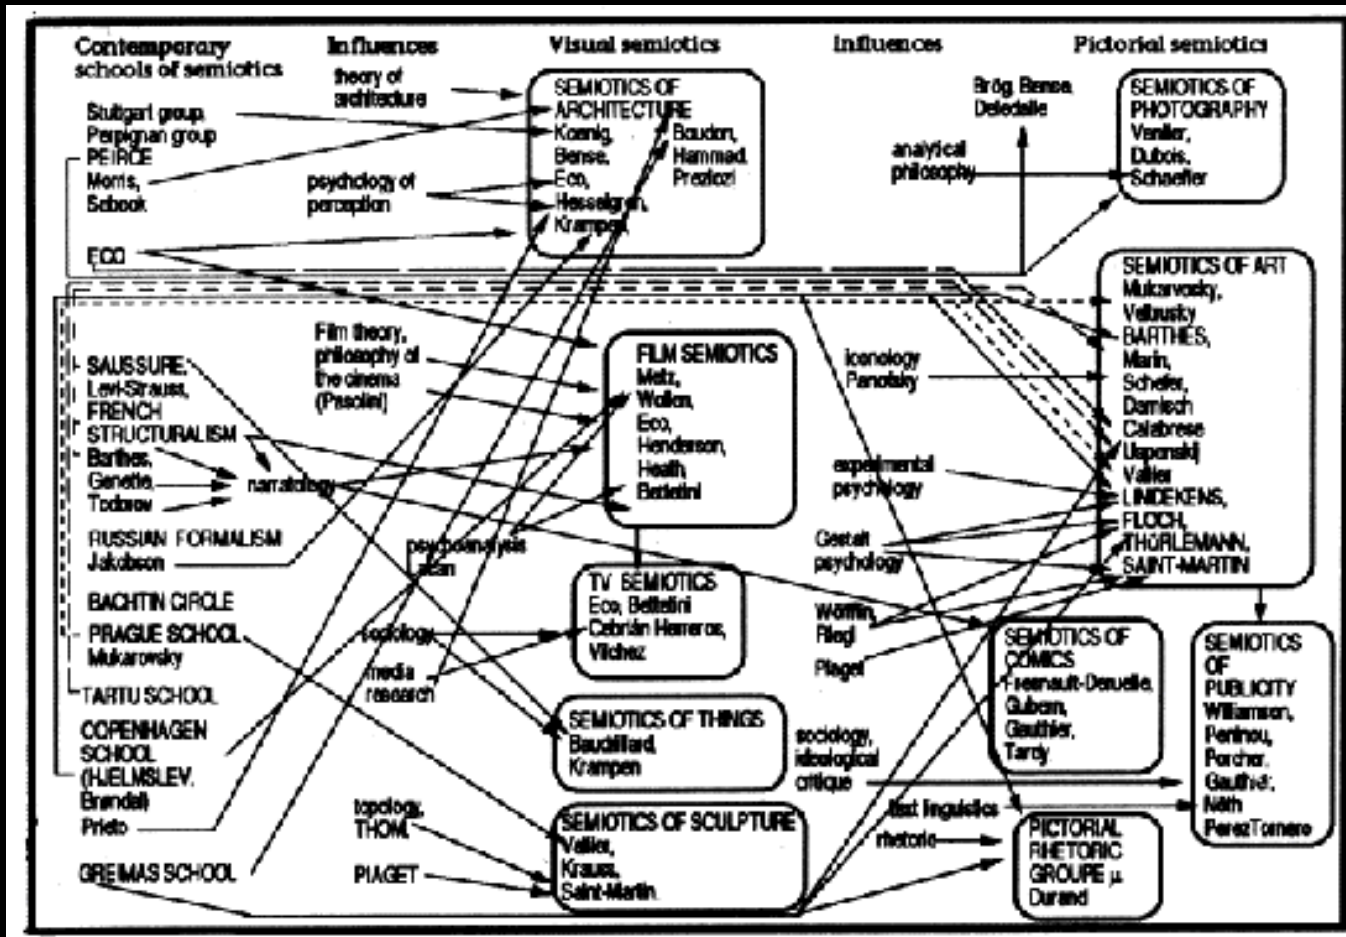 Contemporary
schools of semiotics
Stuttgart group,
Perpignan group
PEIRCE
Morris,
Sebeok
ECO
SAUSSURE,
Levi-Strauss,
FRENCH
STRUCTURALISM
Barthes,
Genette,
Todorov
RUSSIAN FORMALISM
Jakobson
BACHTIN CIRCLE
PRAGUE SCHOOL
Mukarovsky
TARTU SCHOOL
COPENHAGEN
SCHOOL
(HJELMSLEV,
Brøndal)
Prieto
GREIMAS SCHOOL
Influences
theory of
architecture
psychology of
perception
Film theory,
philosophy of
the cinema
(Pasolini)
narratology
psychoanalysis
sociology
media
research
topology,
THOM,
PIAGET
Visual semiotics
SEMIOTICS OF
ARCHITECTURE
Koenig,
Bense,
Eco,
Hesselgren,
Krampen,
Boudon,
Hammad,
Preziozi
FILM SEMIOTICS
Metz,
Wollen,
Eco,
Henderson,
Heath,
Bettetini
TV SEMIOTICS
Eco, Bettetini
Cebrián Herreros,
Vilchez
SEMIOTICS OF THINGS
Baudrillard,
Krampen
SEMIOTICS OF SCULPTURE
Vallier,
Krauss,
Saint-Martin
Influences
Brög, Bense,
Deledalle
analytical
philosophy
iconology
Panofsky
experimental
psychology
Gestalt
psychology
Wölfflin,
Riegl
Piaget
sociology,
ideological
critique
text linguistics
rhetoric
Pictorial semiotics
SEMIOTICS OF
PHOTOGRAPHY
Vanlier,
Dubois,
Schaeffer
SEMIOTICS OF ART
Mukarvosky,
Veltrusky
BARTHES,
Marin,
Schefer,
Damisch
Calabrese
Uspenskij
Vallier
LINDEKENS,
FLOCH,
THÜRLEMANN,
SAINT-MARTIN
SEMIOTICS OF
COMICS
Fresnault-Deruelle,
Gubern,
Gauthier,
Tardy
SEMIOTICS
OF
PUBLICITY
Williamson,
Peninou,
Porcher,
Gauthier,
Nöth
PerezTornero
PICTORIAL
RHETORIC
GROUPE µ
Durand